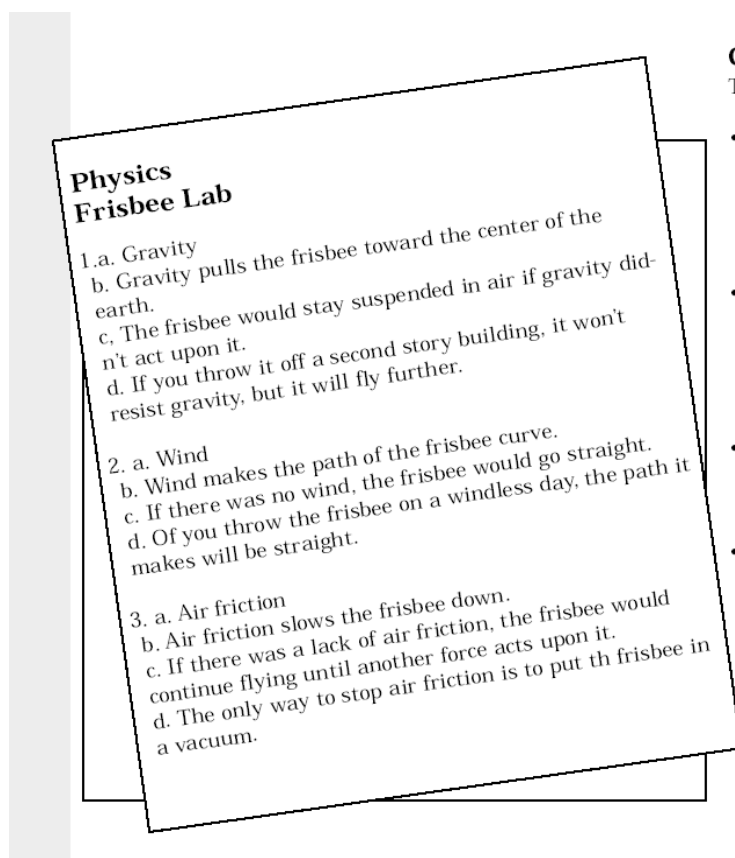 Physics
Frisbee Lab
1.a. Gravity
b. Gravity pulls the frisbee toward the center of the
earth.
c, The frisbee would stay suspended in air if gravity did-
n't act upon it.
d. If you throw it off a second story building, it won't
resist gravity, but it will fly further.
2. a. Wind
b. Wind makes the path of the frisbee curve.
c. If there was no wind, the frisbee would go straight.
d. Of you throw the frisbee on a windless day, the path it
makes will be straight.
3. a. Air friction
b. Air friction slows the frisbee down.
c. If there was a lack of air friction, the frisbee would
continue flying until another force acts upon it.
d. The only way to stop air friction is to put th frisbee in
a vacuum.